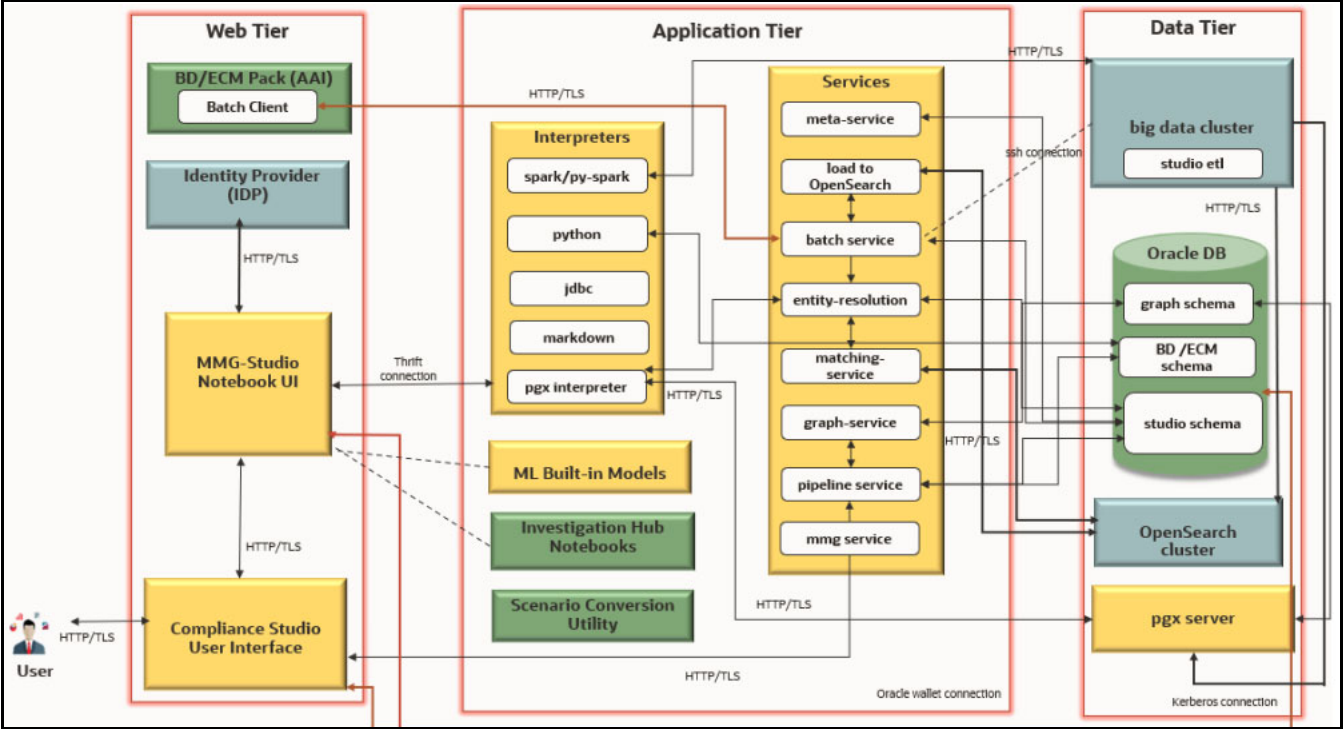 Web Tier
BD/ECM Pack (AAI)
Batch Client
Identity Provider
(IDP)
HTTP/TLS
MMG-Studio
Notebook UI
HTTP/TLS
Compliance Studio
User Interface
HTTP/TLS
User
HTTP/TLS
Thrift
connection
Application Tier
Interpreters
spark/py-spark
python
jdbc
markdown
pgx interpreter
HTTP/TLS
ML Built-in Models
Investigation Hub
Notebooks
Scenario Conversion
Utility
Services
meta-service
load to
OpenSearch
batch service
entity-resolution
matching-
service
graph-service
pipeline service
mmg service
HTTP/TLS
HTTP/TLS
HTTP/TLS
Oracle wallet connection
HTTP/TLS
ssh connection
Data Tier
big data cluster
studio etl
HTTP/TLS
Oracle DB
graph schema
BD /ECM
schema
studio schema
OpenSearch
cluster
pgx server
Kerberos connection